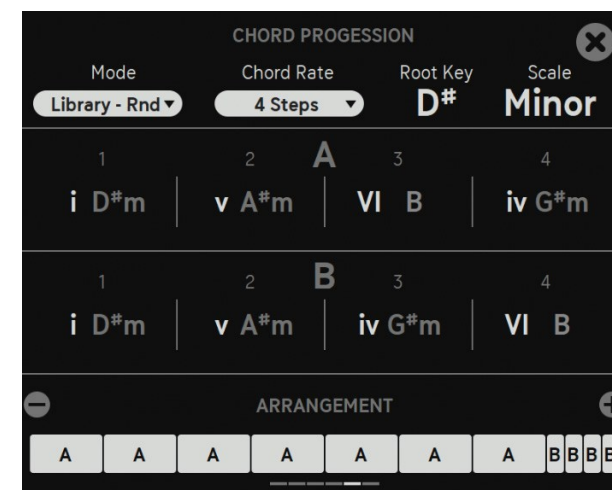 CHORD PROGESSION
Mode Chord Rate Root Key Scale
Library - Rnd 4 Steps D# Minor
A
1 2 3 4
i D#m v A#m VI B iv G#m
B
1 2 3 4
i D#m v A#m iv G#m VI B
ARRANGEMENT
A A A A A A A B B B B